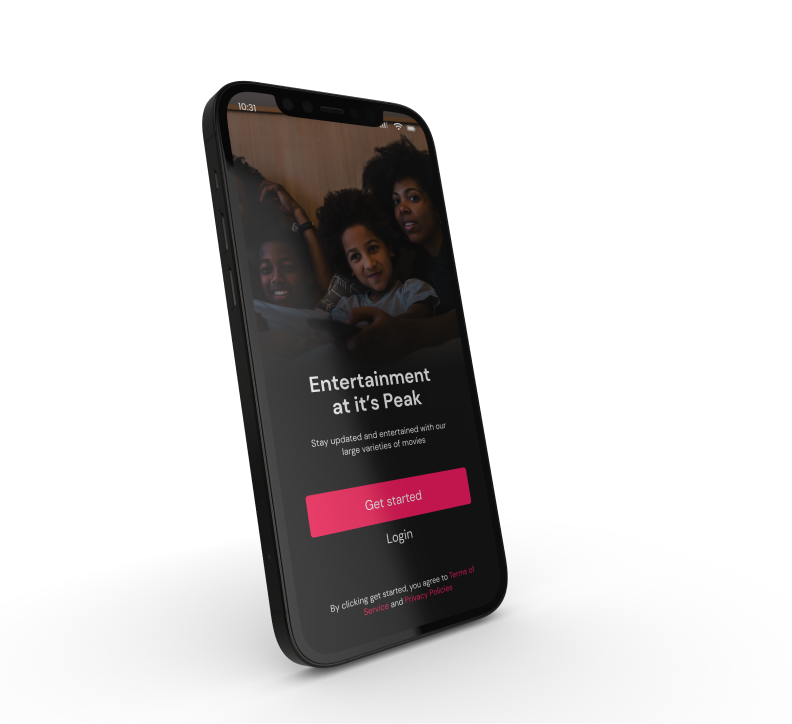 10:31
Entertainment
at it's Peak
Stay updated and entertained with our
large varieties of movies
Get started
Login
By clicking get started, you agree to Terms of
Service and Privacy Policies